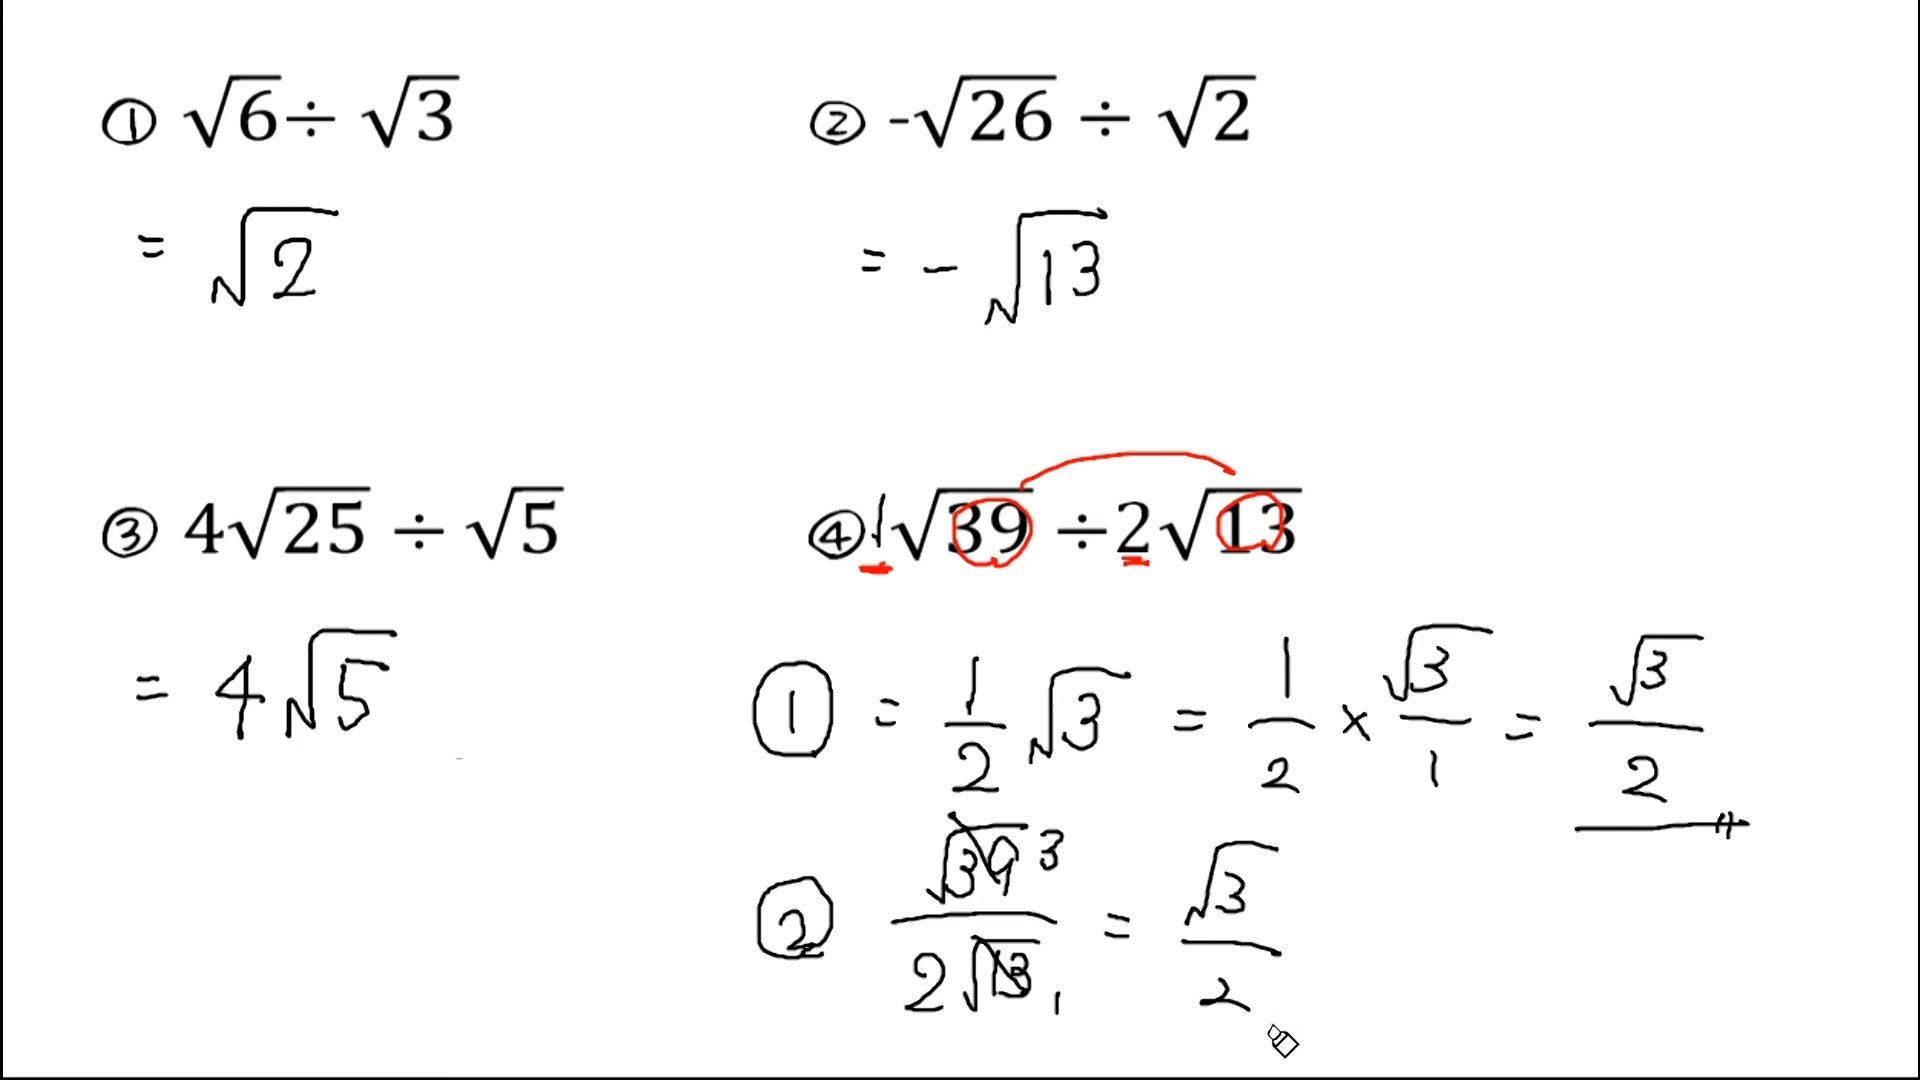 ① √6 ÷ √3
= √2
② -√26 ÷ √2
= - √13
③ 4√25 ÷ √5
= 4√5
④ 1√39 ÷ 2√13
① = 1/2 √3 = 1/2 × √3/1 = √3/2
② √39 3 / 2√13 1 = √3/2